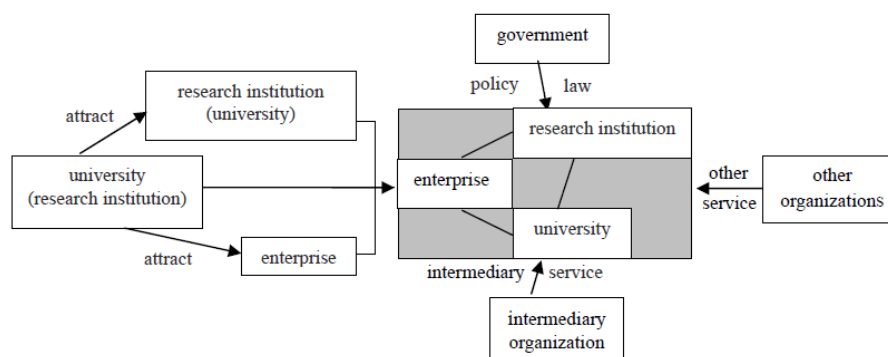 government
policy law
research institution
(university)
attract
research institution
university
(research institution)
enterprise
other
service
other
organizations
university
attract
enterprise
intermediary service
intermediary
organization